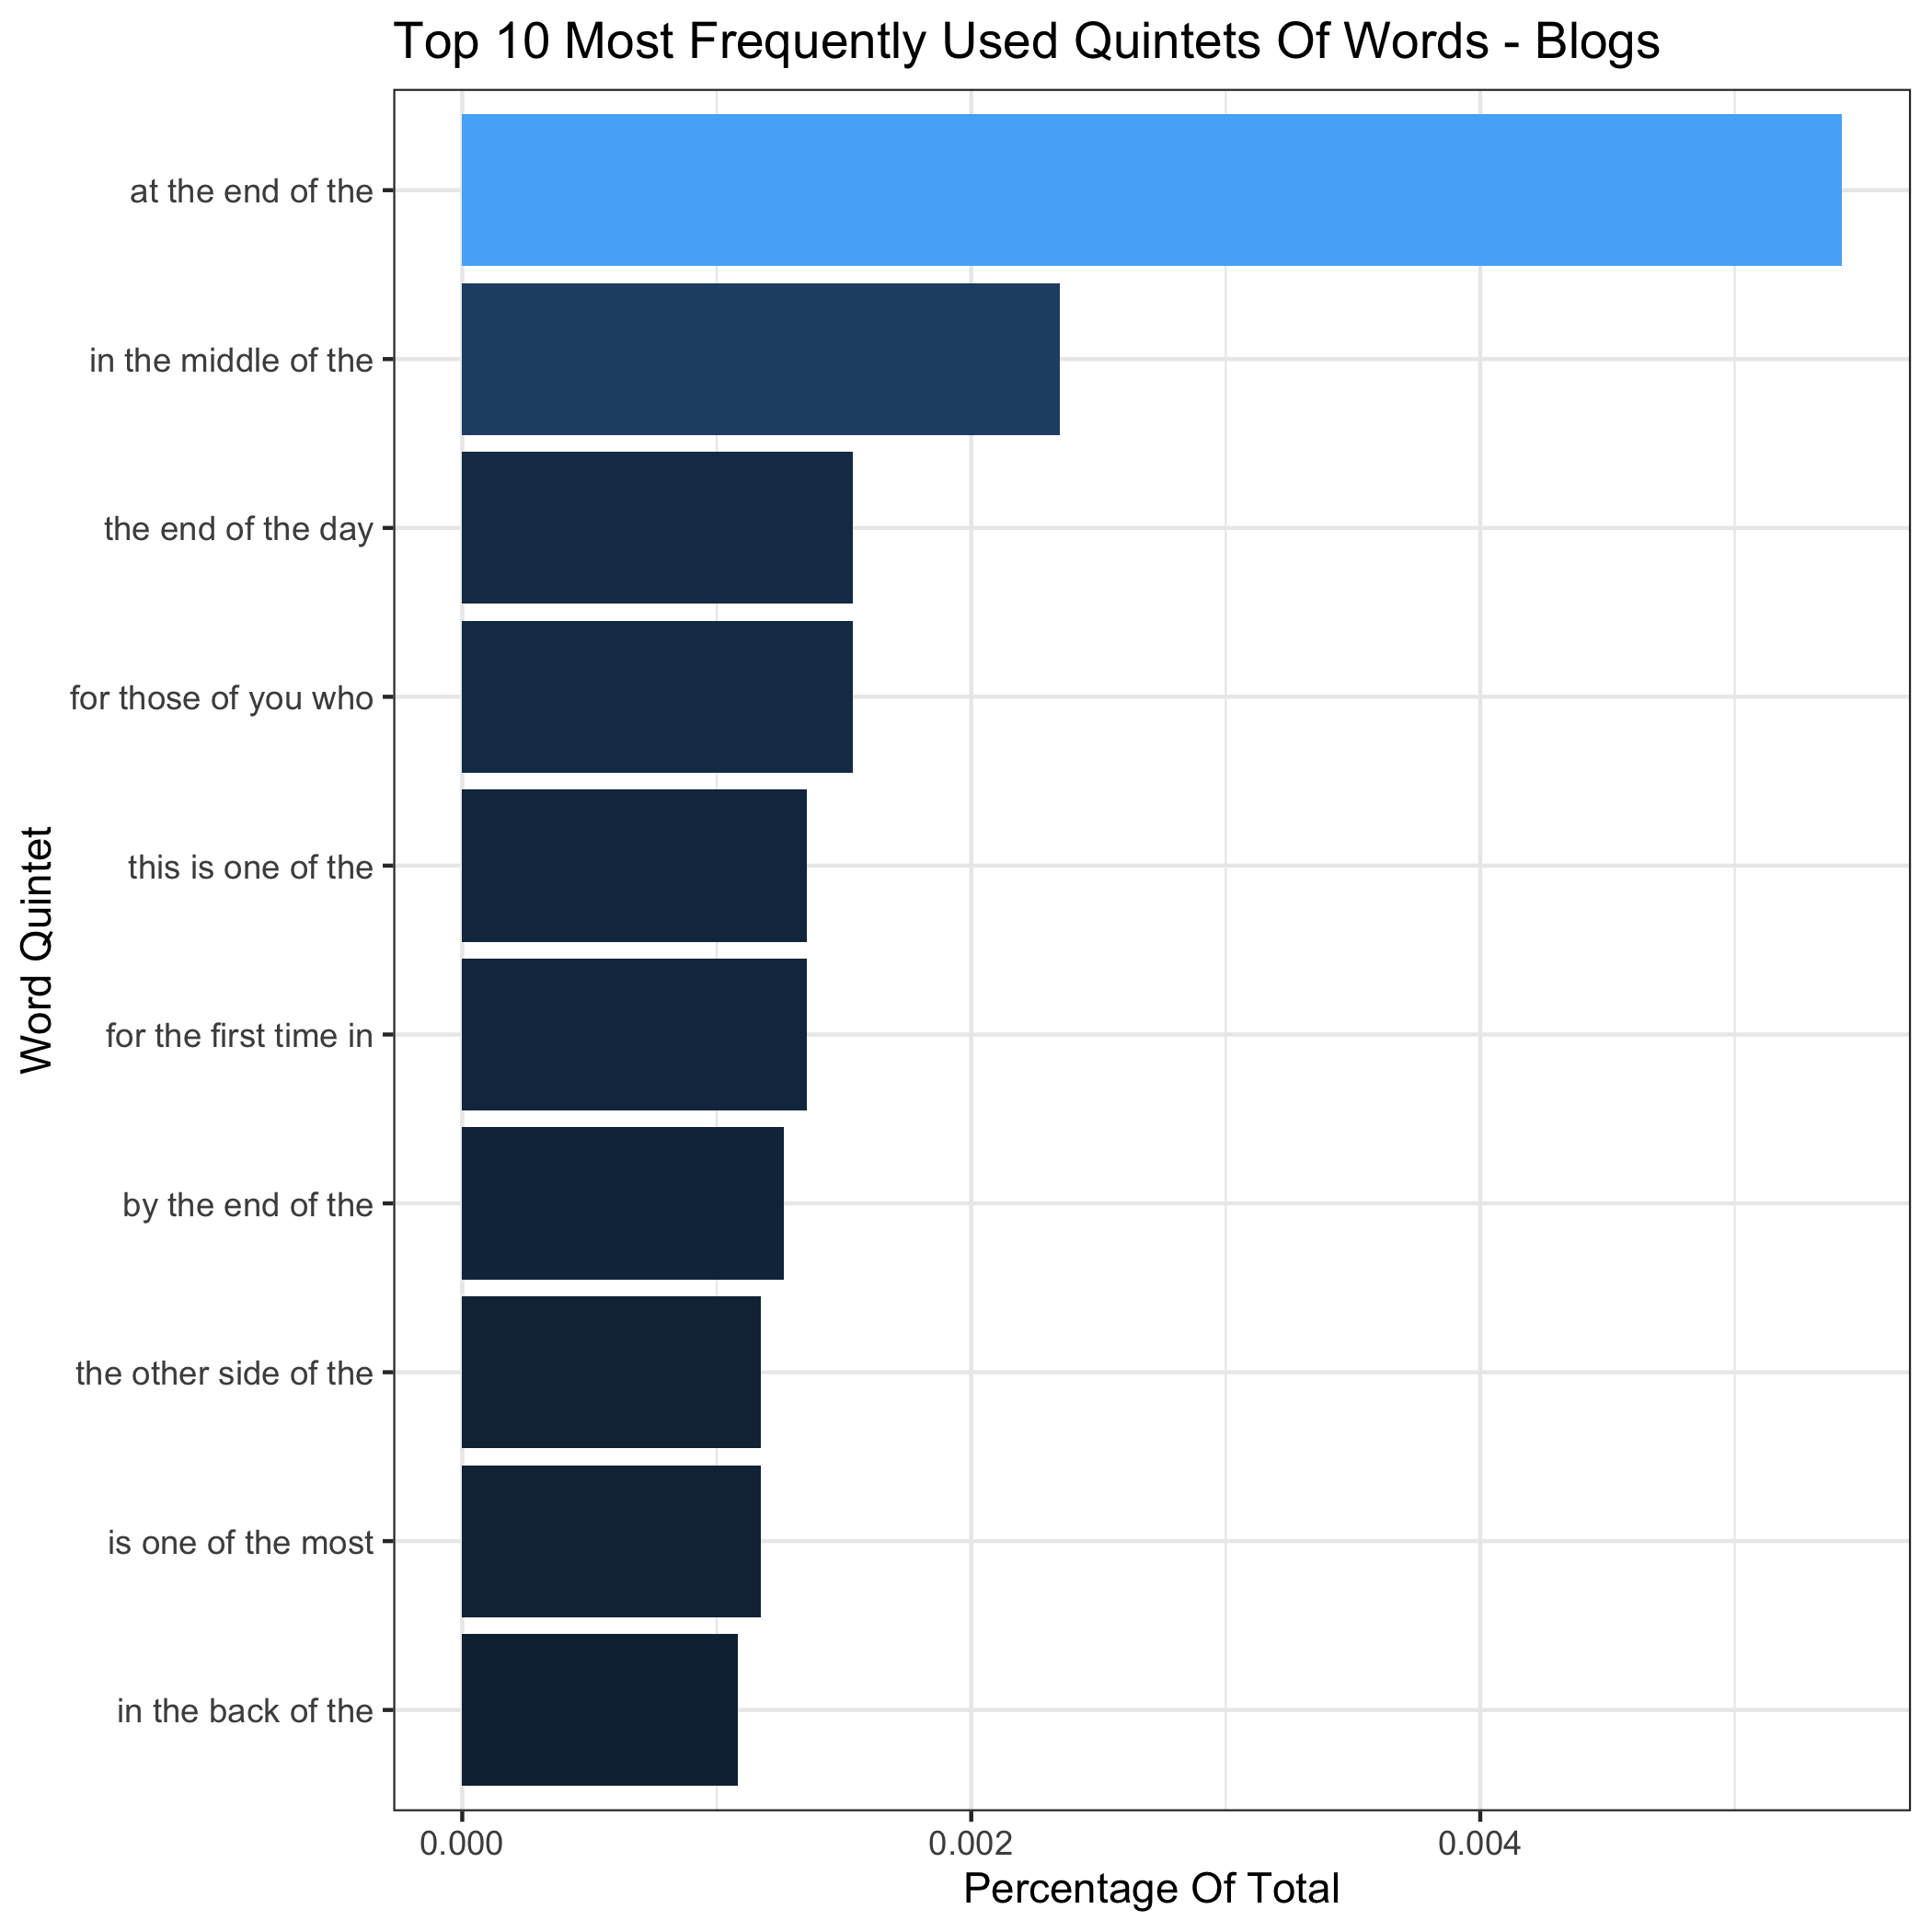 Top 10 Most Frequently Used Quintets Of Words - Blogs
Word Quintet
at the end of the
in the middle of the
the end of the day
for those of you who
this is one of the
for the first time in
by the end of the
the other side of the
is one of the most
in the back of the
0.000 0.002 0.004
Percentage Of Total